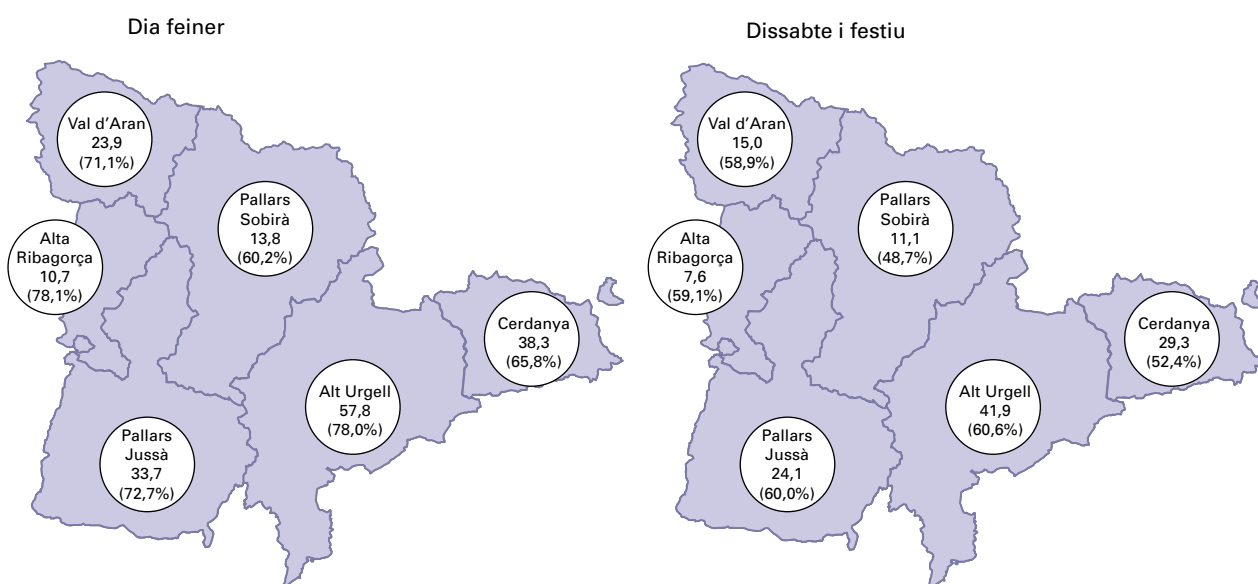 Dia feiner
Val d'Aran
23,9
(71,1%)
Pallars
Sobirà
13,8
(60,2%)
Alta
Ribagorça
10,7
(78,1%)
Cerdanya
38,3
(65,8%)
Alt Urgell
57,8
(78,0%)
Pallars
Jussà
33,7
(72,7%)
Dissabte i festiu
Val d'Aran
15,0
(58,9%)
Pallars
Sobirà
11,1
(48,7%)
Alta
Ribagorça
7,6
(59,1%)
Cerdanya
29,3
(52,4%)
Alt Urgell
41,9
(60,6%)
Pallars
Jussà
24,1
(60,0%)